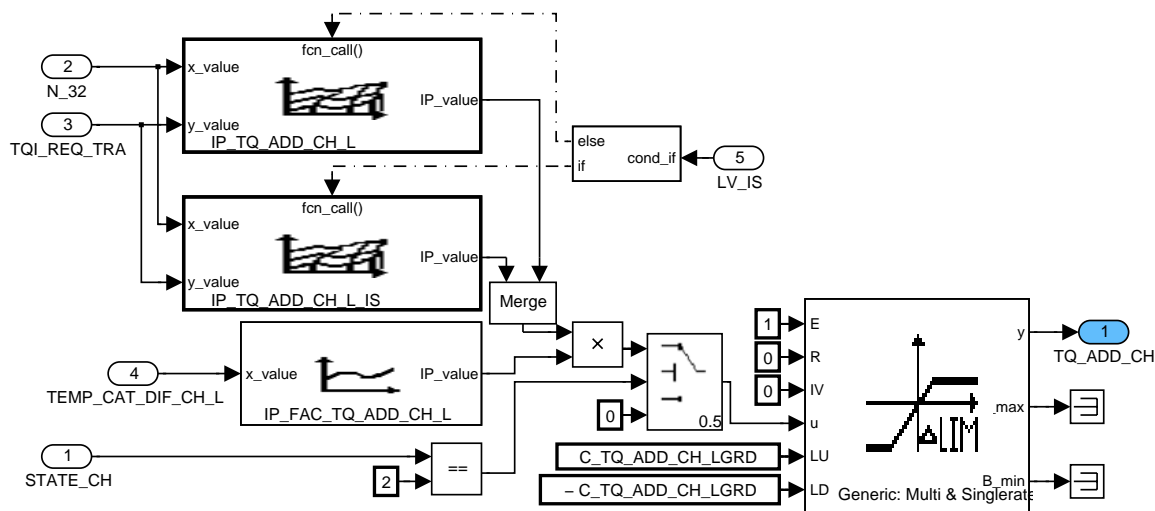 fcn_call()
2
x_value
N_32
IP_value
3
y_value
TQI_REQ_TRA
IP_TQ_ADD_CH_L
else
if
cond_if
5
LV_IS
fcn_call()
x_value
IP_value
y_value
IP_TQ_ADD_CH_L_IS
Merge
4
x_value
IP_value
TEMP_CAT_DIF_CH_L
IP_FAC_TQ_ADD_CH_L
×
0
0.5
1
STATE_CH
2
==
1
E
0
R
0
IV
u
C_TQ_ADD_CH_LGRD
LU
– C_TQ_ADD_CH_LGRD
LD
ΔLIM
Generic: Multi & Singlerate
y
1
TQ_ADD_CH
_max
B_min